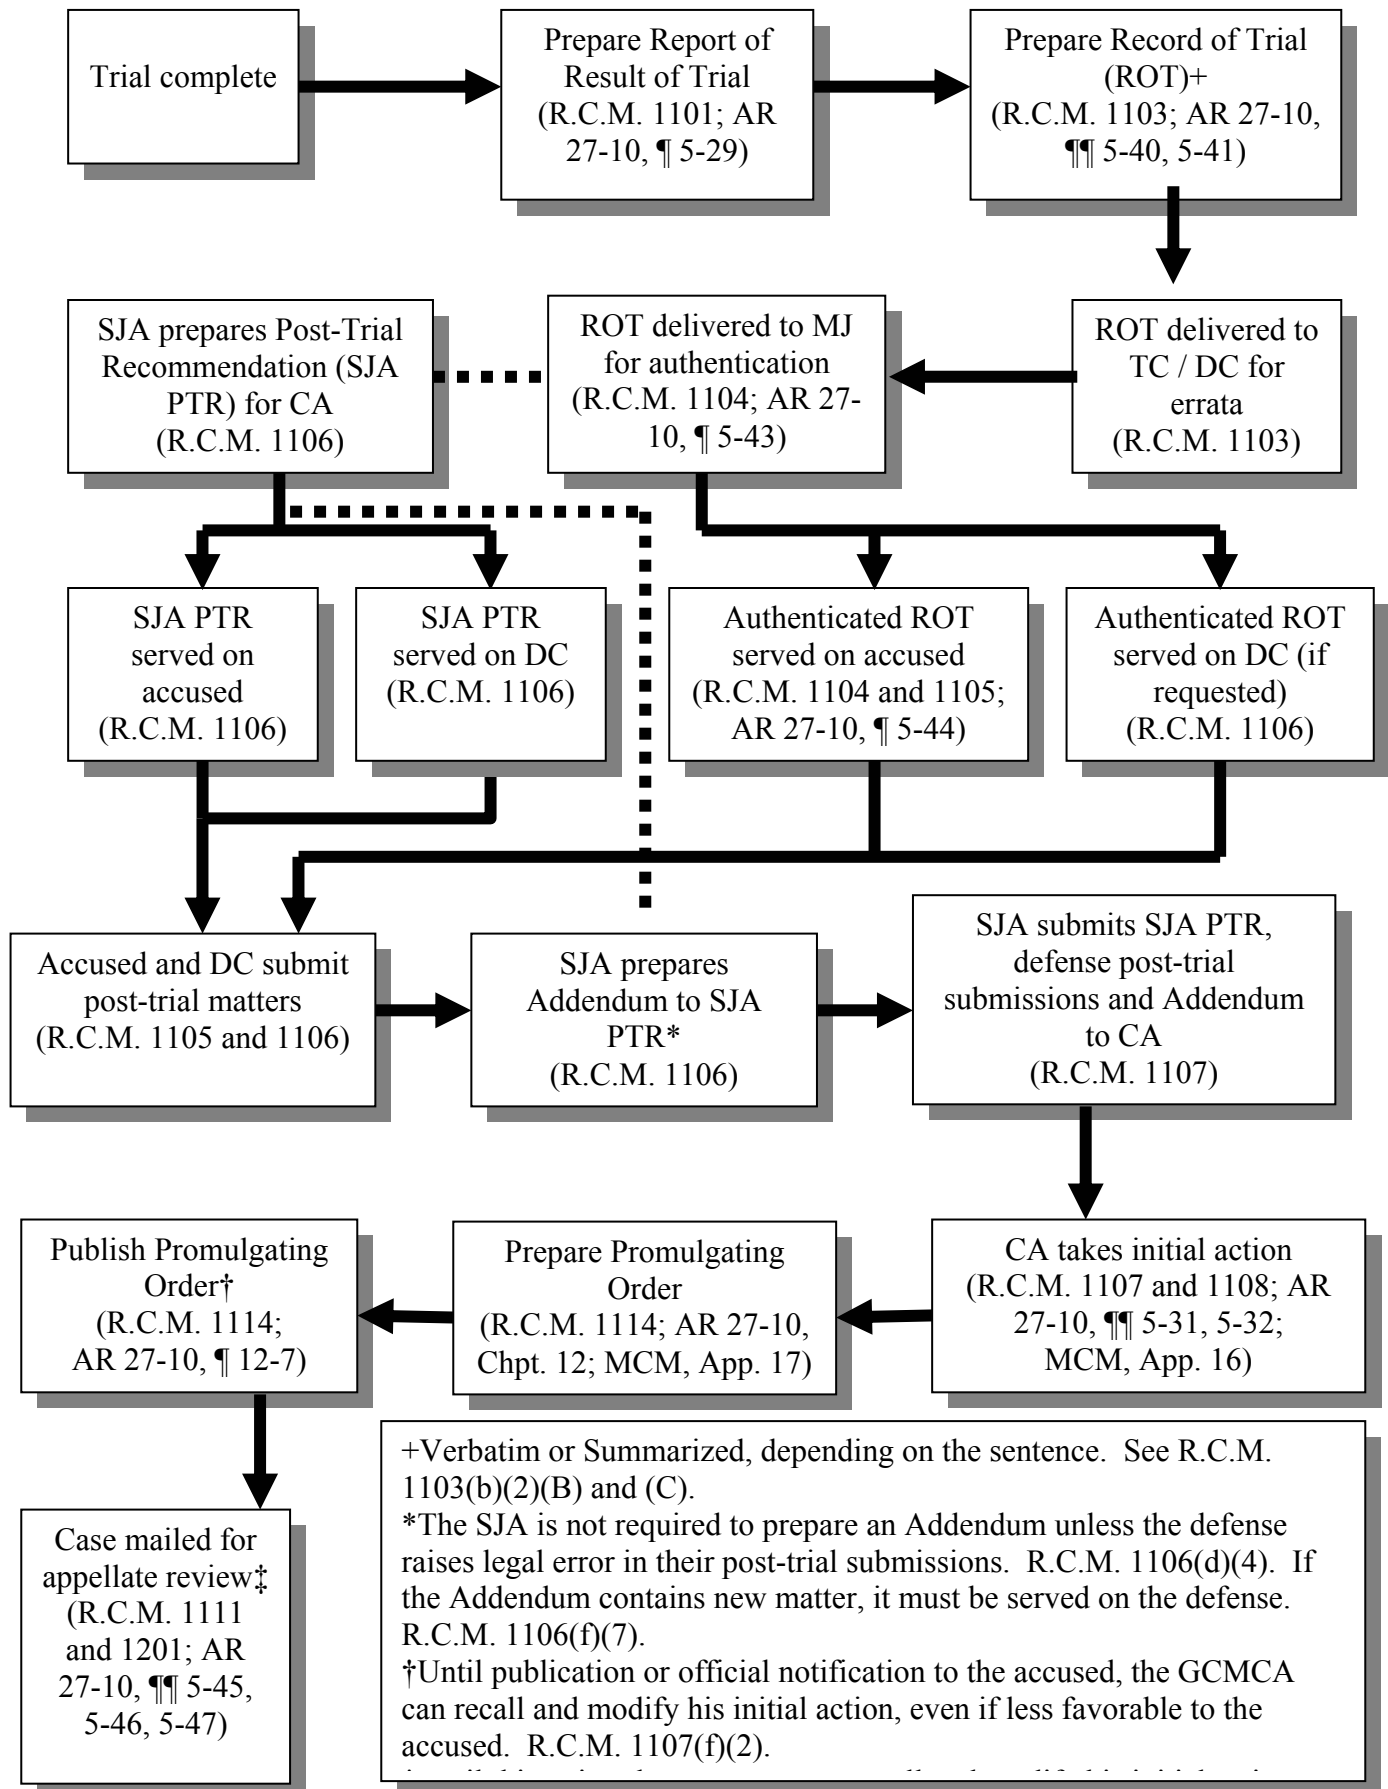 Trial complete
Prepare Report of
Result of Trial
(R.C.M. 1101; AR
27-10, ¶ 5-29)
Prepare Record of Trial
(ROT)+
(R.C.M. 1103; AR 27-10,
¶¶ 5-40, 5-41)
SJA prepares Post-Trial
Recommendation (SJA
PTR) for CA
(R.C.M. 1106)
ROT delivered to MJ
for authentication
(R.C.M. 1104; AR 27-
10, ¶ 5-43)
ROT delivered to
TC / DC for
errata
(R.C.M. 1103)
SJA PTR
served on
accused
(R.C.M. 1106)
SJA PTR
served on DC
(R.C.M. 1106)
Authenticated ROT
served on accused
(R.C.M. 1104 and 1105;
AR 27-10, ¶ 5-44)
Authenticated ROT
served on DC (if
requested)
(R.C.M. 1106)
Accused and DC submit
post-trial matters
(R.C.M. 1105 and 1106)
SJA prepares
Addendum to SJA
PTR*
(R.C.M. 1106)
SJA submits SJA PTR,
defense post-trial
submissions and Addendum
to CA
(R.C.M. 1107)
Publish Promulgating
Order†
(R.C.M. 1114;
AR 27-10, ¶ 12-7)
Prepare Promulgating
Order
(R.C.M. 1114; AR 27-10,
Chpt. 12; MCM, App. 17)
CA takes initial action
(R.C.M. 1107 and 1108; AR
27-10, ¶¶ 5-31, 5-32;
MCM, App. 16)
Case mailed for
appellate review‡
(R.C.M. 1111
and 1201; AR
27-10, ¶¶ 5-45,
5-46, 5-47)
+Verbatim or Summarized, depending on the sentence. See R.C.M.
1103(b)(2)(B) and (C).
*The SJA is not required to prepare an Addendum unless the defense
raises legal error in their post-trial submissions. R.C.M. 1106(d)(4). If
the Addendum contains new matter, it must be served on the defense.
R.C.M. 1106(f)(7).
†Until publication or official notification to the accused, the GCMCA
can recall and modify his initial action, even if less favorable to the
accused. R.C.M. 1107(f)(2).